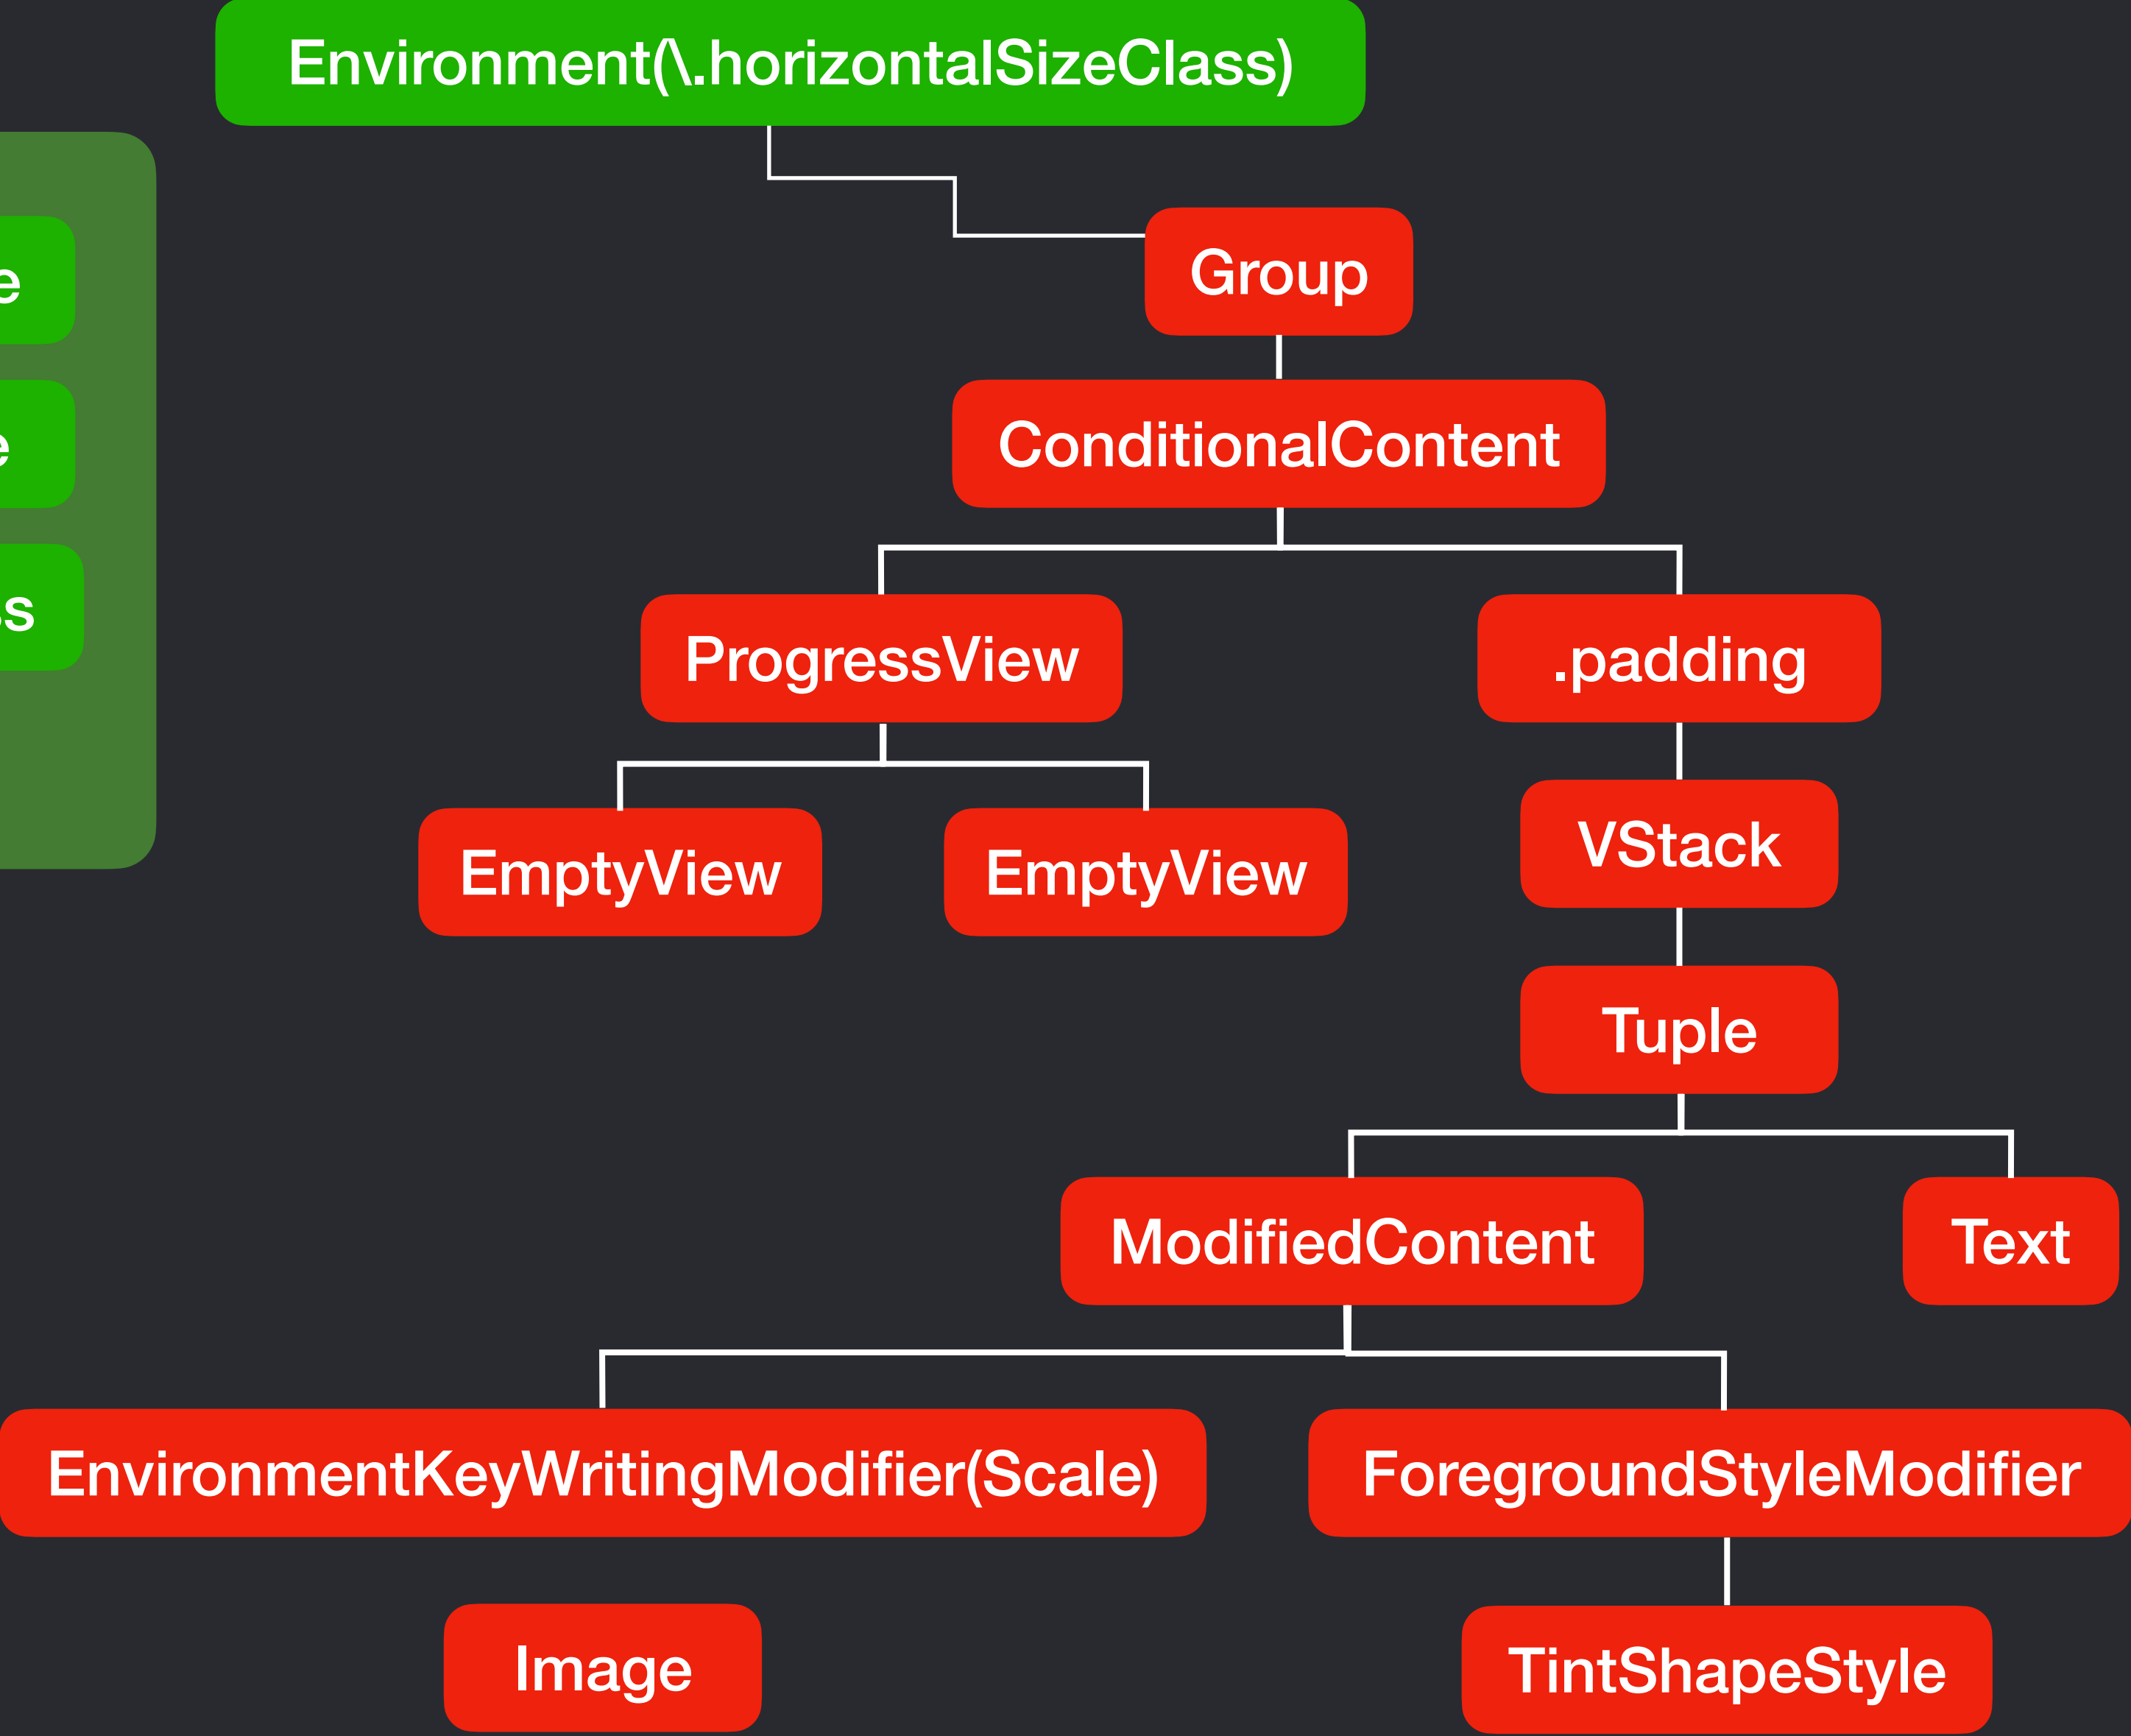 Environment(\.horizontalSizeClass)
Group
ConditionalContent
ProgressView
.padding
EmptyView
EmptyView
VStack
Tuple
ModifiedContent
Text
EnvironmentKeyWritingModifier(Scale)
ForegroundStyleModifier
Image
TintShapeStyle